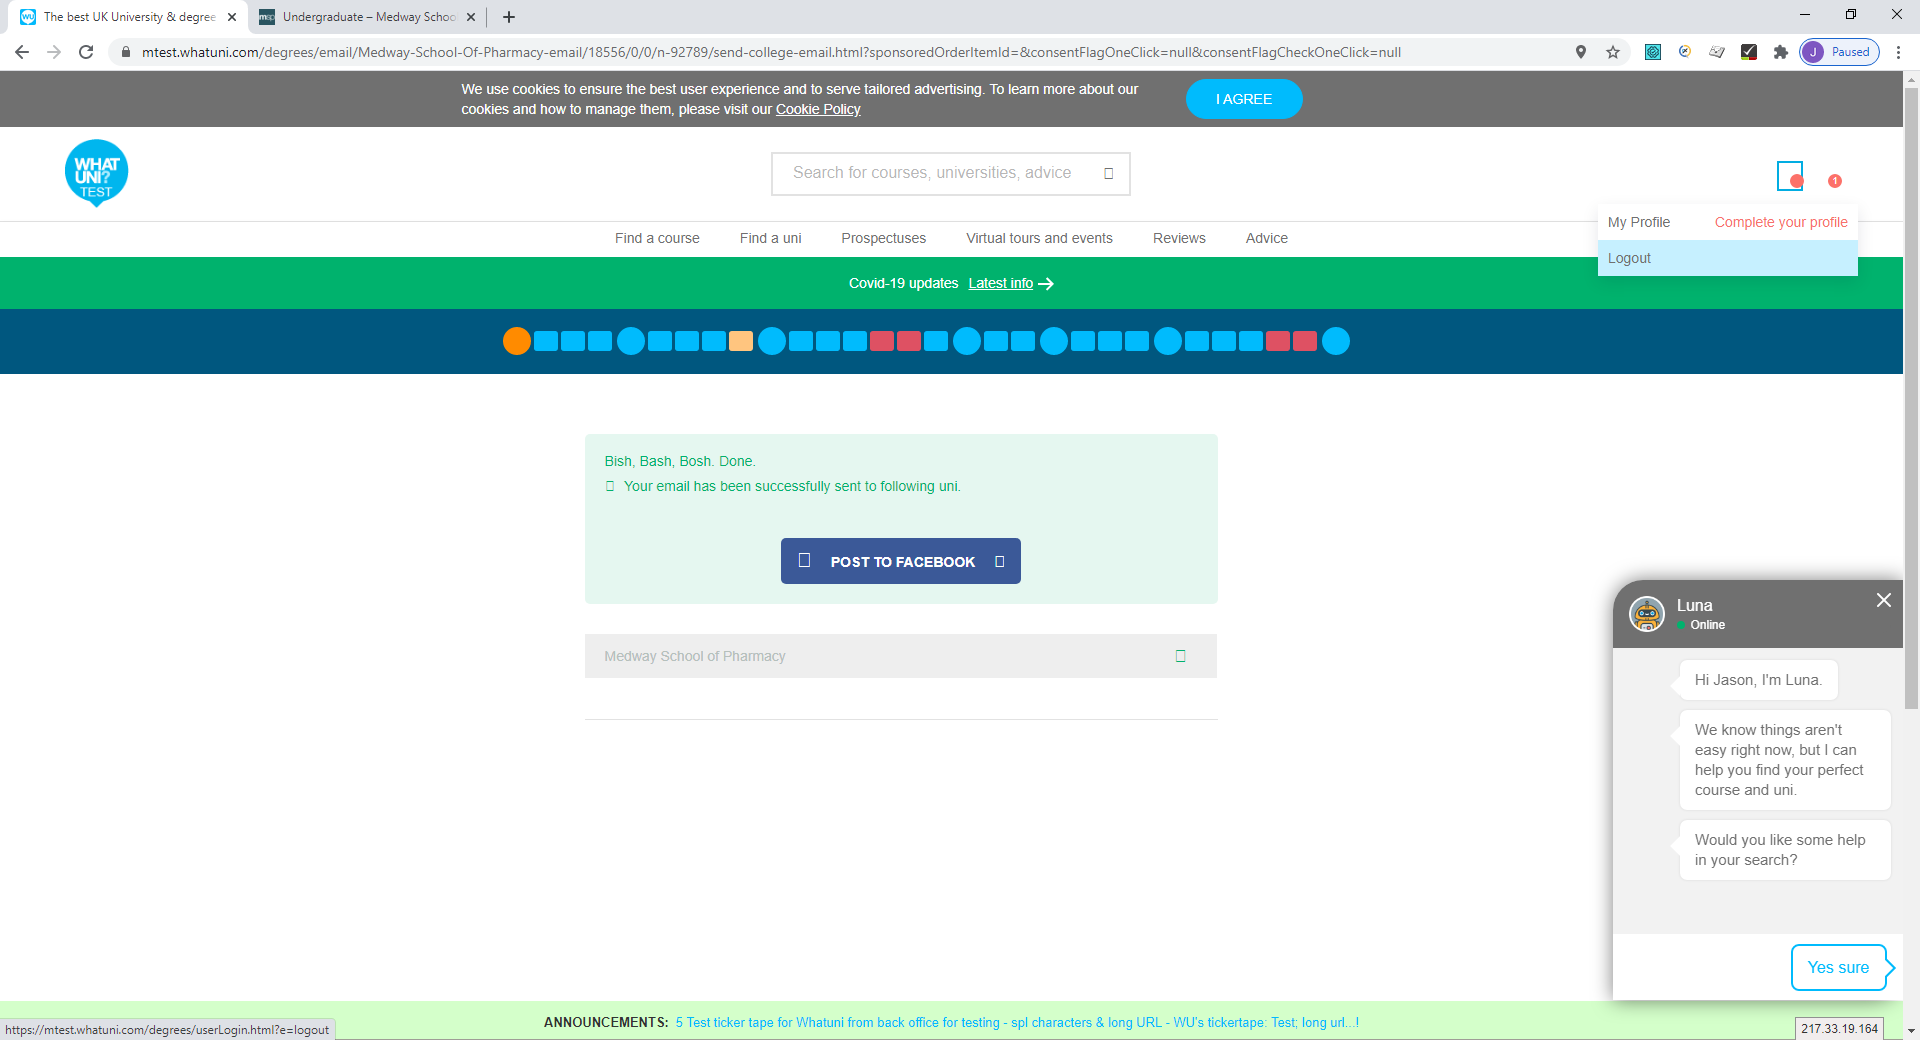 The best UK University & degree
Undergraduate – Medway Schoo
mtest.whatuni.com/degrees/email/Medway-School-Of-Pharmacy-email/18556/0/0/n-92789/send-college-email.html?sponsoredOrderItemId=&consentFlagOneClick=null&consentFlagCheckOneClick=null
J Paused
We use cookies to ensure the best user experience and to serve tailored advertising. To learn more about our
cookies and how to manage them, please visit our Cookie Policy
I AGREE
WHAT
UNI?
TEST
Search for courses, universities, advice
1
My Profile Complete your profile
Logout
Find a course Find a uni Prospectuses Virtual tours and events Reviews Advice
Covid-19 updates Latest info
Bish, Bash, Bosh. Done.
Your email has been successfully sent to following uni.
POST TO FACEBOOK
Medway School of Pharmacy
Luna
Online
Hi Jason, I'm Luna.
We know things aren't
easy right now, but I can
help you find your perfect
course and uni.
Would you like some help
in your search?
Yes sure
ANNOUNCEMENTS: 5 Test ticker tape for Whatuni from back office for testing - spl characters & long URL - WU's tickertape: Test; long url...!
https://mtest.whatuni.com/degrees/userLogin.html?e=logout
217.33.19.164